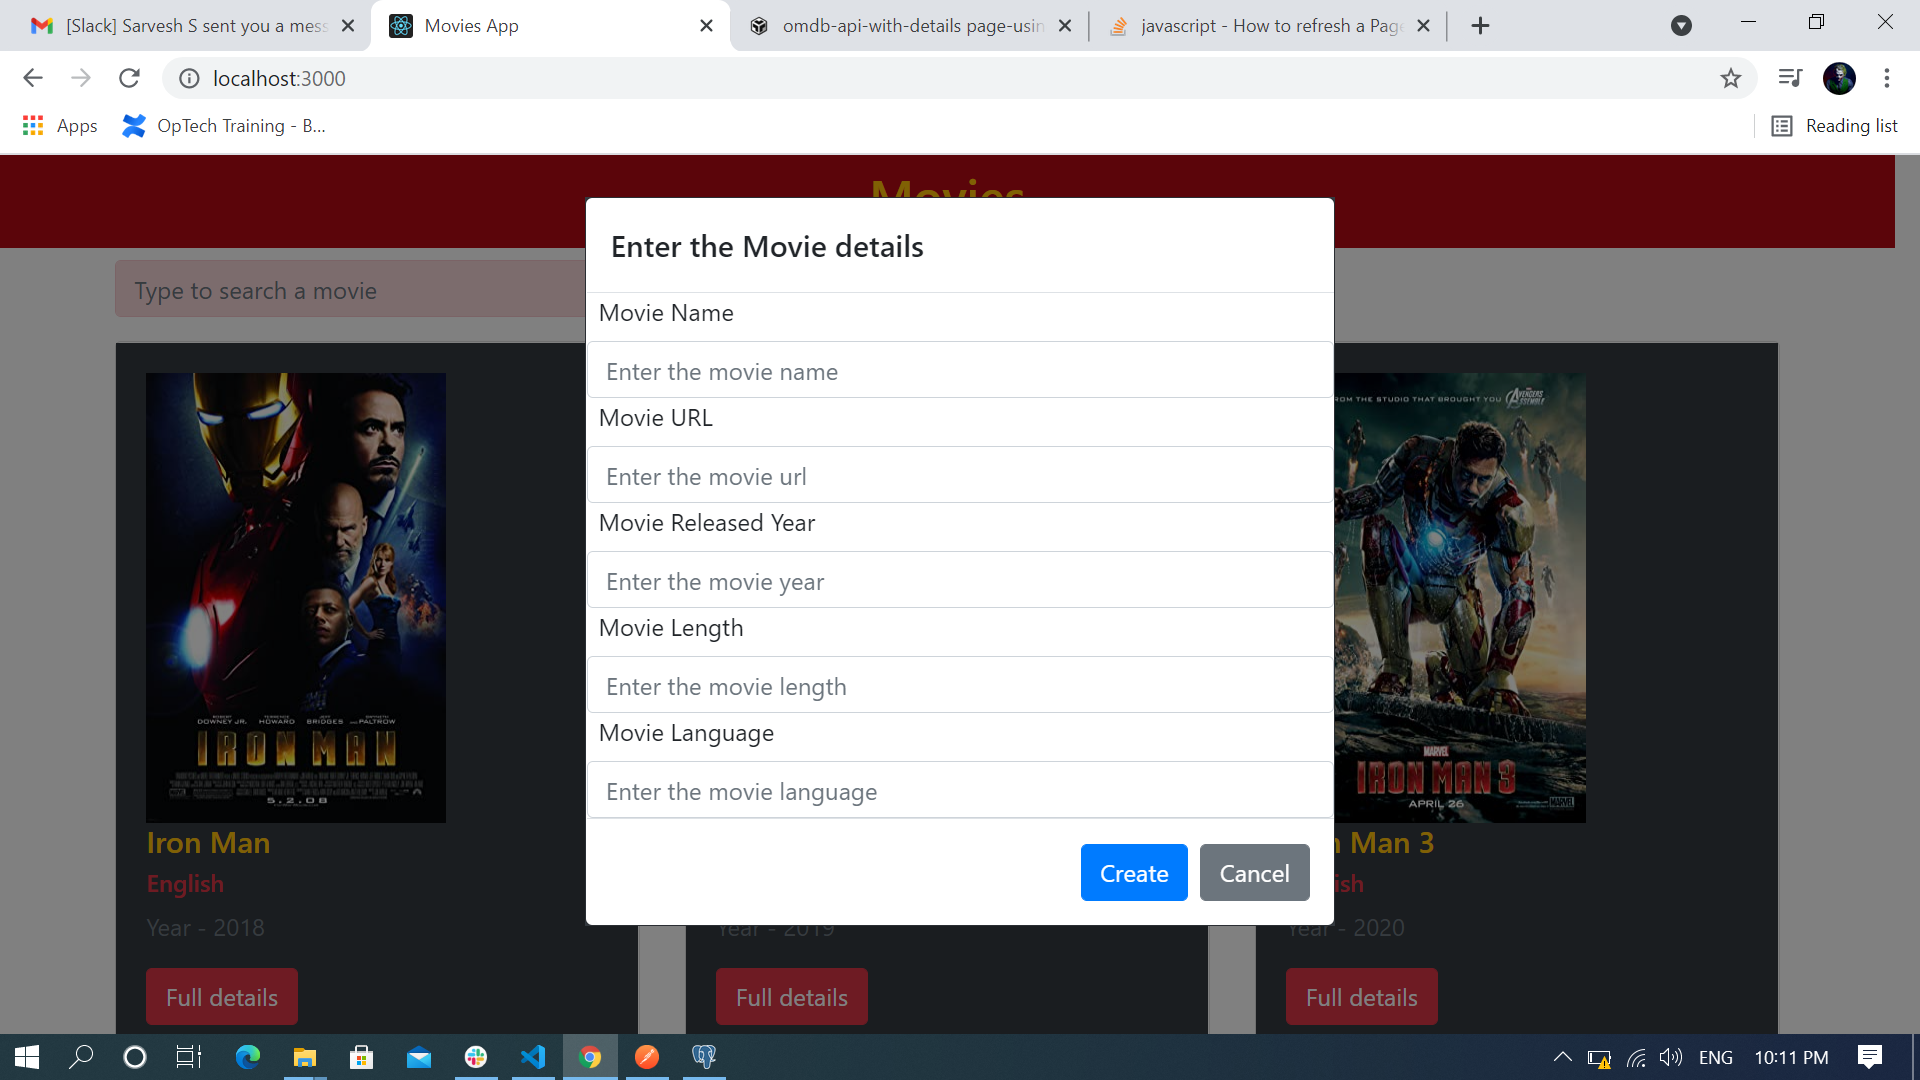 [Slack] Sarvesh S sent you a mess
Movies App
omdb-api-with-details page-usin
javascript - How to refresh a Page
localhost:3000
Apps
OpTech Training - B...
Reading list
Movies
Type to search a movie
Enter the Movie details
Movie Name
Enter the movie name
Movie URL
Enter the movie url
Movie Released Year
Enter the movie year
Movie Length
Enter the movie length
Movie Language
Enter the movie language
Create
Cancel
ROBERT DOWNEY JR. TERRENCE HOWARD JEFF BRIDGES AND GWYNETH PALTROW
IRON MAN
5.2.08
FROM THE STUDIO THAT BROUGHT YOU AVENGERS ASSEMBLE
MARVEL
IRON MAN 3
APRIL 26
MARVEL
Iron Man
English
Year - 2018
Full details
Year - 2019
Full details
n Man 3
ish
Year - 2020
Full details
ENG
10:11 PM